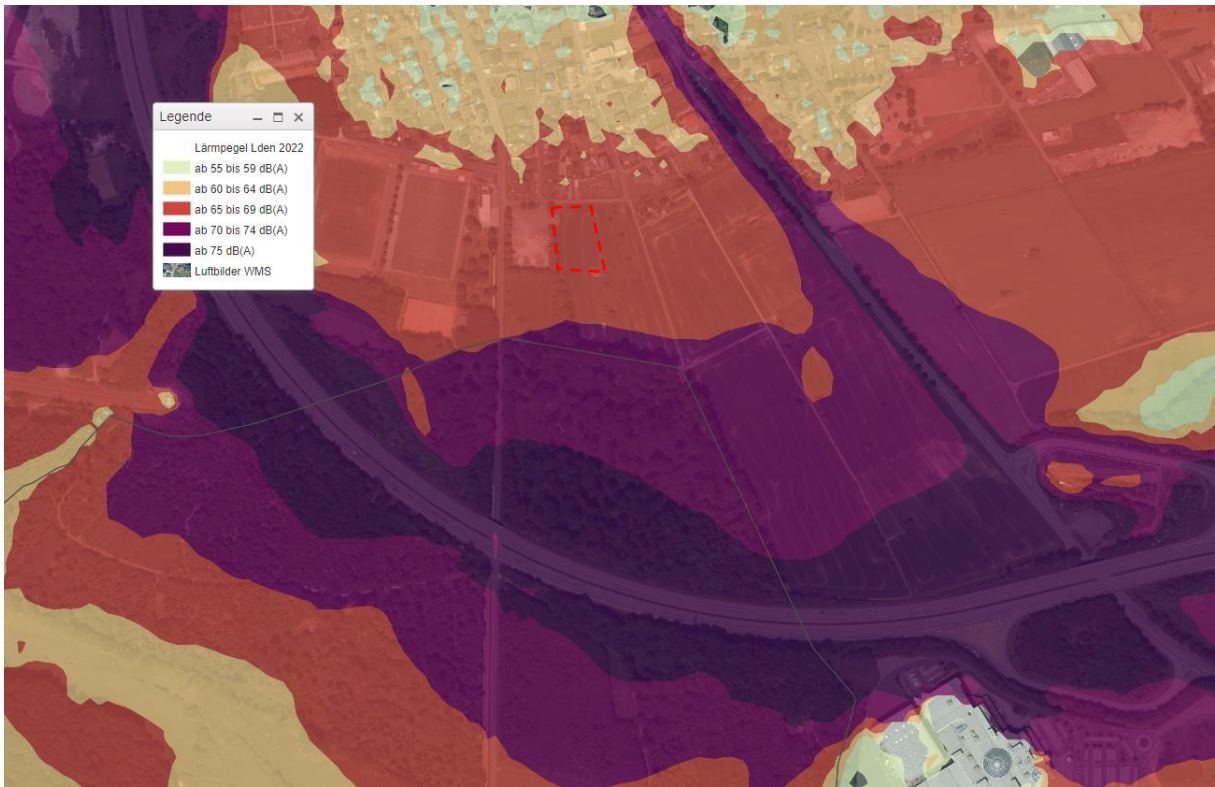 Legende
Lärmpegel Lden 2022
ab 55 bis 59 dB(A)
ab 60 bis 64 dB(A)
ab 65 bis 69 dB(A)
ab 70 bis 74 dB(A)
ab 75 dB(A)
Luftbilder WMS